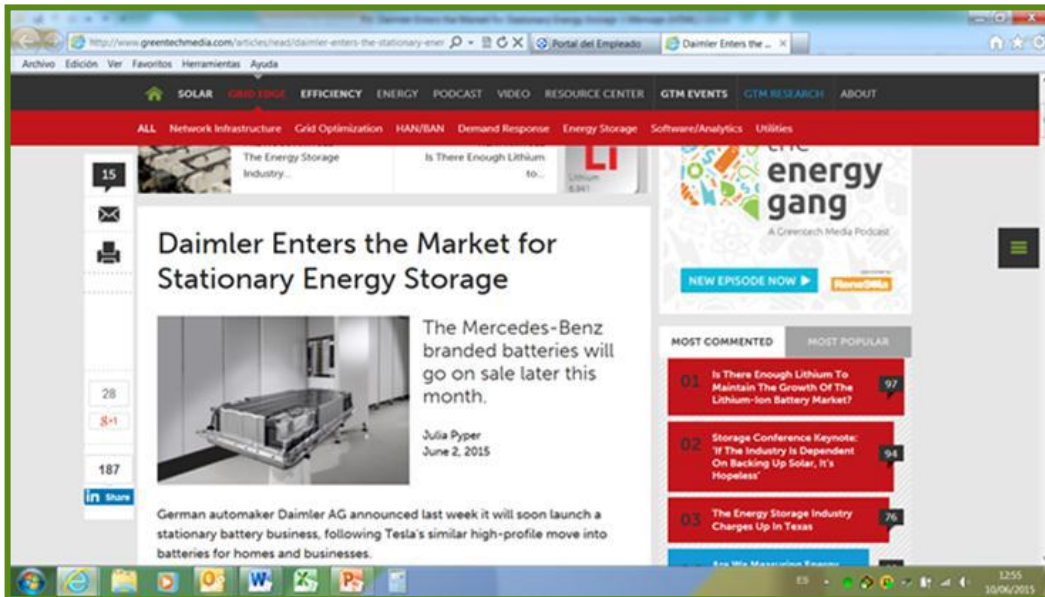 http://www.greentechmedia.com/articles/read/daimler-enters-the-stationary-ener
Portal del Empleado
Daimler Enters the ...
Archivo Edición Ver Favoritos Herramientas Ayuda
SOLAR GRID EDGE EFFICIENCY ENERGY PODCAST VIDEO RESOURCE CENTER GTM EVENTS GTM RESEARCH ABOUT
ALL Network Infrastructure Grid Optimization HAN/BAN Demand Response Energy Storage Software/Analytics Utilities
15
The Energy Storage
Industry...
Is There Enough Lithium
to...
Li
Lithium
6.941
the
energy
gang
A Greentech Media Podcast
NEW EPISODE NOW
Daimler Enters the Market for
Stationary Energy Storage
The Mercedes-Benz
branded batteries will
go on sale later this
month.
Julia Pyper
June 2, 2015
28
g+1
187
in Share
German automaker Daimler AG announced last week it will soon launch a
stationary battery business, following Tesla's similar high-profile move into
batteries for homes and businesses.
MOST COMMENTED MOST POPULAR
01 Is There Enough Lithium To
Maintain The Growth Of The
Lithium-Ion Battery Market?
97
02 Storage Conference Keynote:
'If The Industry Is Dependent
On Backing Up Solar, It's
Hopeless'
94
03 The Energy Storage Industry
Charges Up In Texas
76
Are We Measuring Energy
ES
12:55
10/06/2015